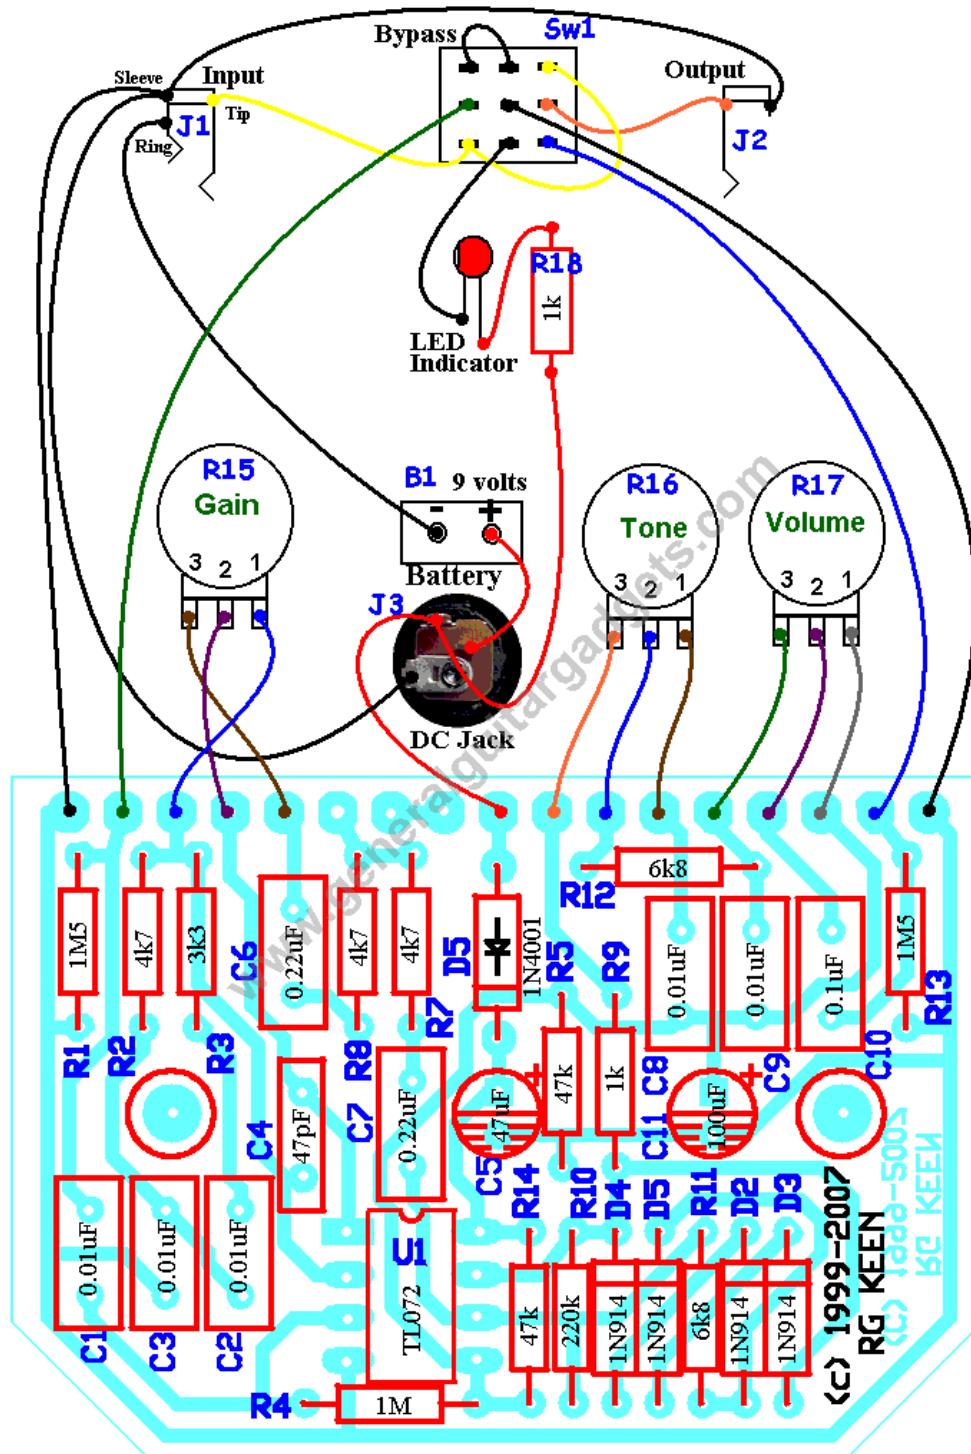 Bypass
Sw1
Sleeve
Input
Output
J1
Tip
J2
Ring
R18
1k
LED
Indicator
R15
Gain
3 2 1
B1
9 volts
- +
Battery
R16
Tone
3 2 1
R17
Volume
3 2 1
J3
DC Jack
www.generalguitargadgets.com
6k8
R12
1M5
4k7
3k3
C6
0.22uF
4k7
4k7
D5
1N4001
R5
R9
0.01uF
0.01uF
0.1uF
1M5
R13
R1
R2
R3
R8
R7
C4
47pF
C7
0.22uF
47uF
+
C5
47k
1k
C8
C11
100uF
+
C9
C10
0.01uF
0.01uF
0.01uF
C1
C3
C2
U1
TL072
R14
R10
D4
D5
R11
D2
D3
47k
220k
1N914
1N914
6k8
1N914
1N914
R4
1M
(c) 1999-2007
RG KEEN
(C) 1999-2007
RG KEEN